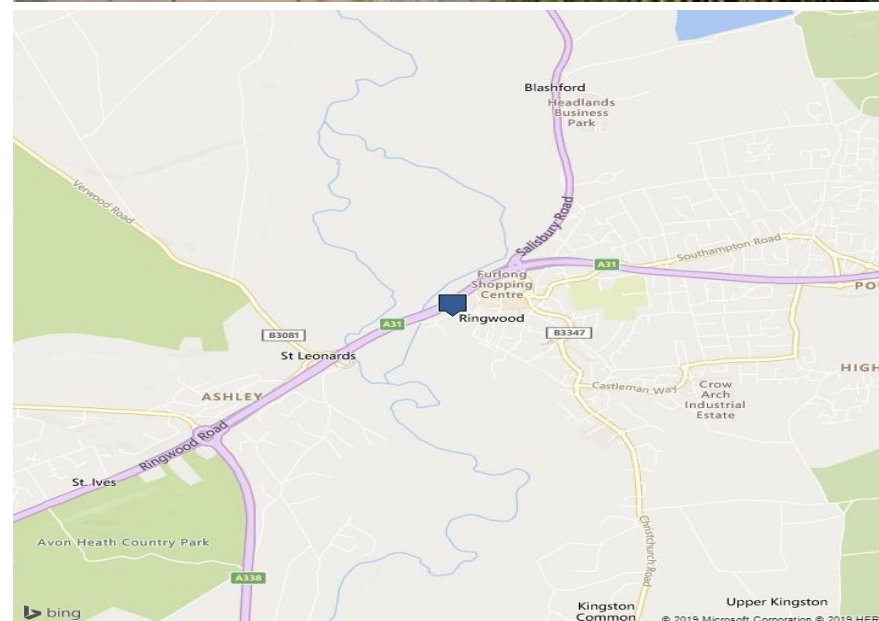 Blashford
Headlands
Business
Park
Verwood Road
Salisbury Road
Southampton Road
A31
Furlong
Shopping
Centre
Ringwood
A31
B3081
B3347
St Leonards
HIGH
Castleman Way
Crow
Arch
Industrial
Estate
ASHLEY
Ringwood Road
St. Ives
Avon Heath Country Park
A338
Christchurch Road
Kingston
Common
Upper Kingston
bing
© 2019 Microsoft Corporation © 2019 HER